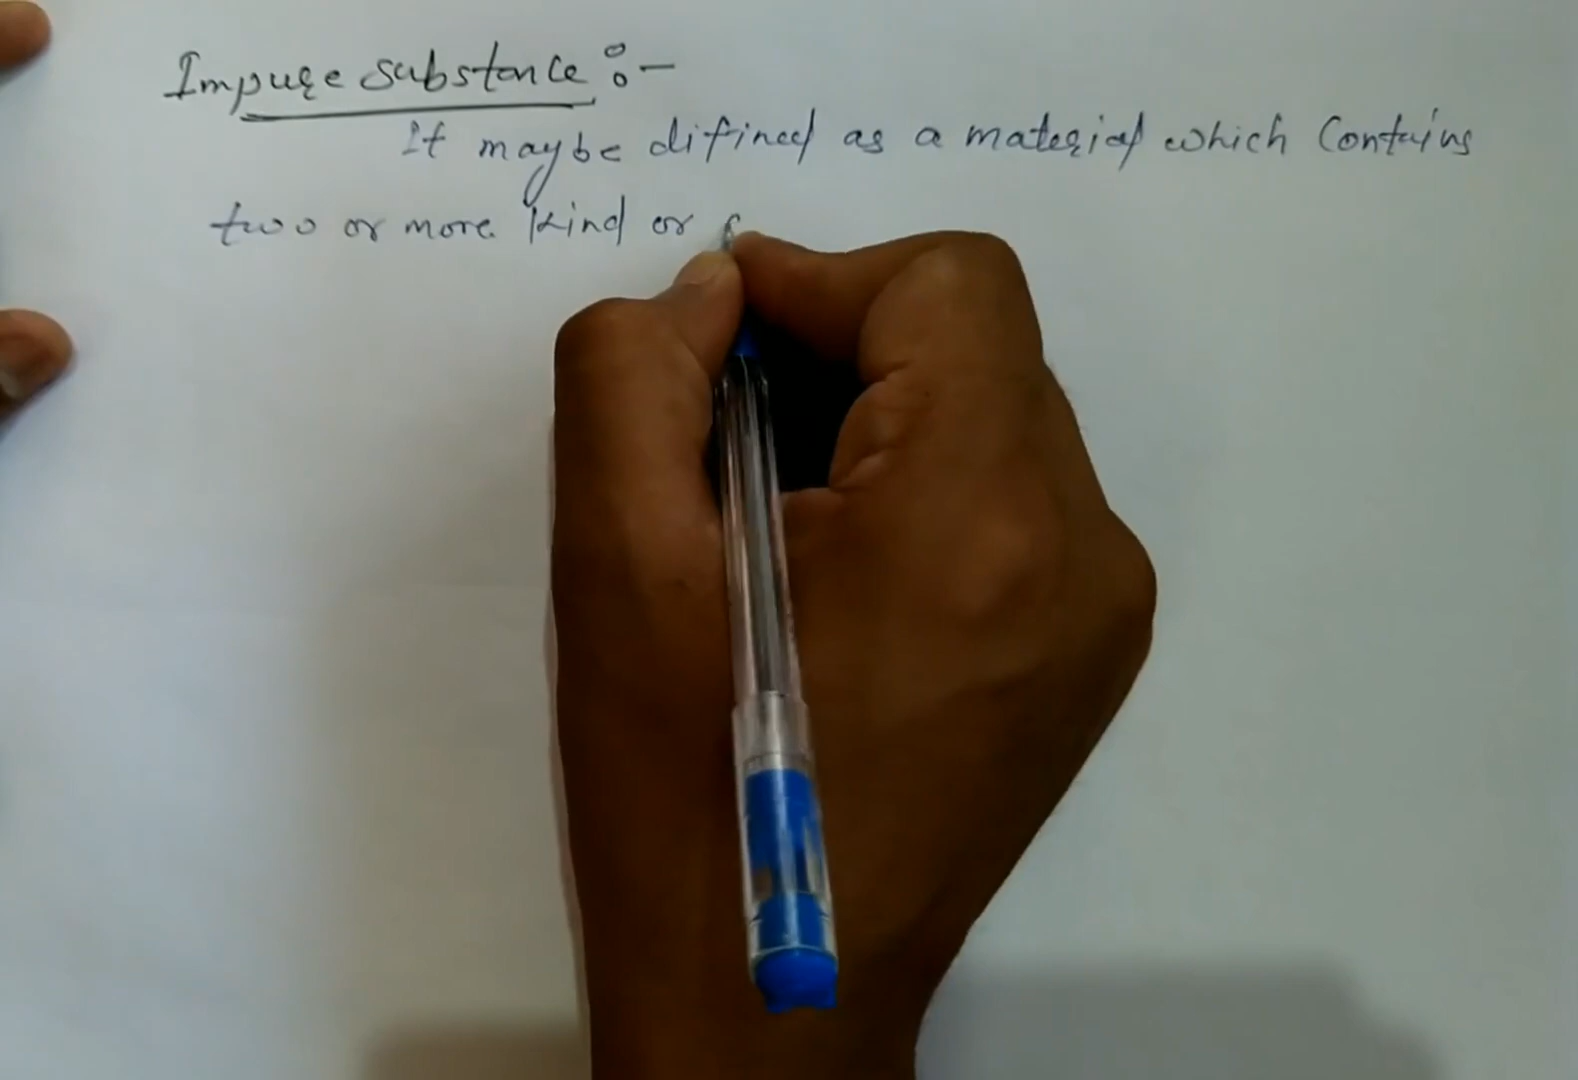 Impure substance :-
It maybe difined as a material which Contains
two or more kind or